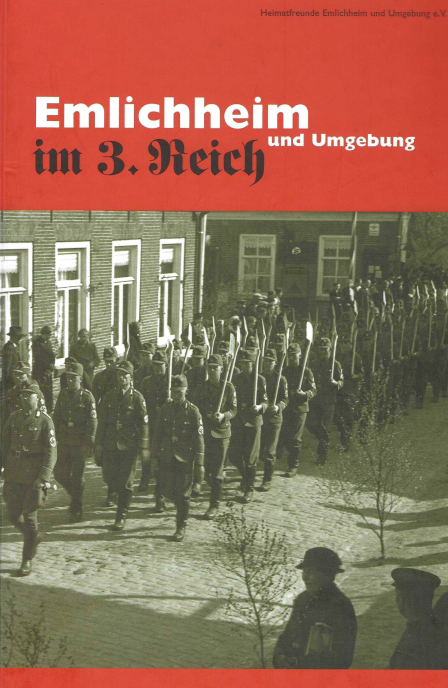 Heimatfreunde Emlichheim und Umgebung e.V.
Emlichheim
und Umgebung
im 3. Reich